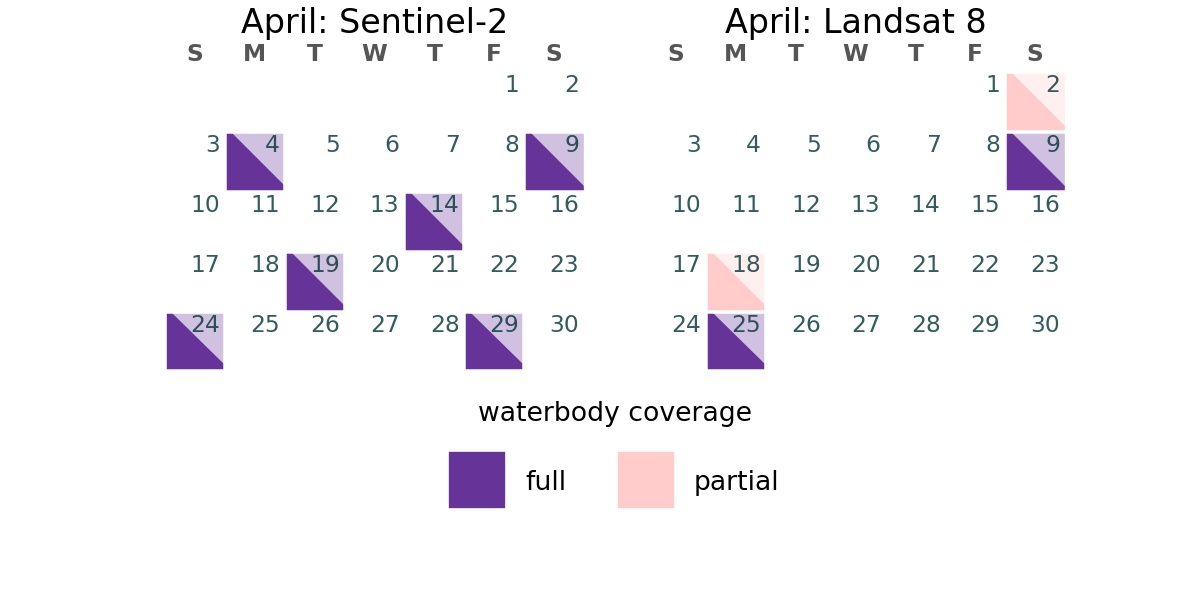 April: Sentinel-2
S M T W T F S
1 2
3 4 5 6 7 8 9
10 11 12 13 14 15 16
17 18 19 20 21 22 23
24 25 26 27 28 29 30
April: Landsat 8
S M T W T F S
1 2
3 4 5 6 7 8 9
10 11 12 13 14 15 16
17 18 19 20 21 22 23
24 25 26 27 28 29 30
waterbody coverage
full
partial